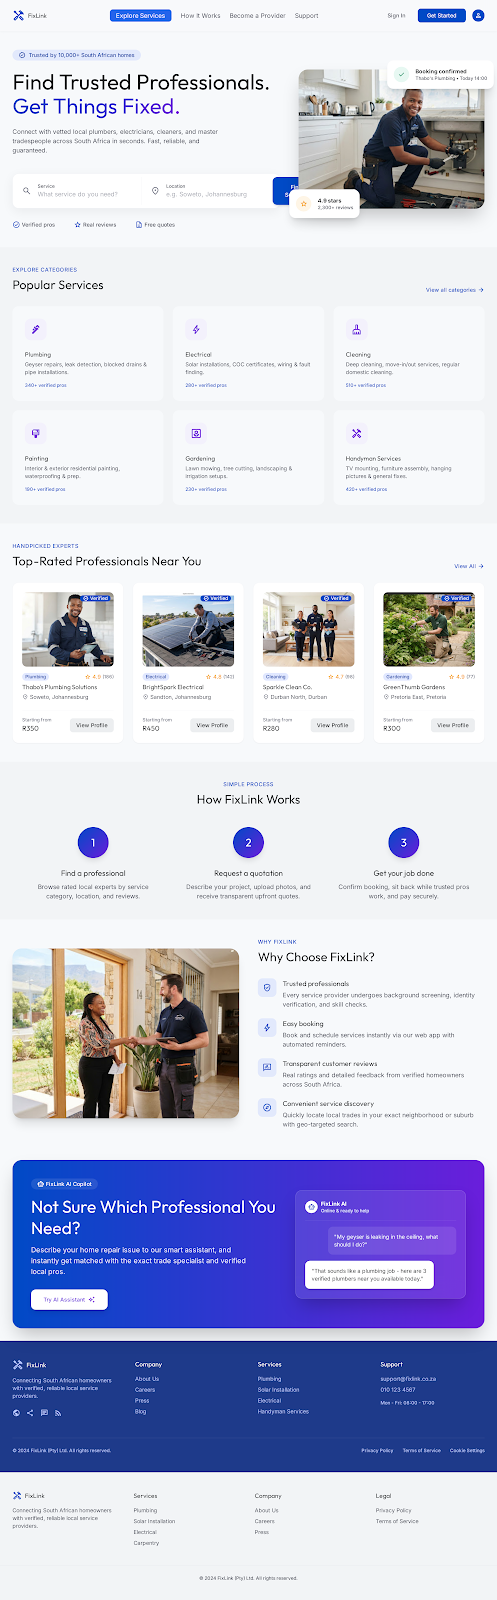 FixLink
Explore Services
How It Works
Become a Provider
Support
Sign In
Get Started
Trusted by 10,000+ South African homes
Find Trusted Professionals.
Get Things Fixed.
Connect with vetted local plumbers, electricians, cleaners, and master
tradespeople across South Africa in seconds. Fast, reliable, and
guaranteed.
Booking confirmed
Thabo's Plumbing • Today 14:00
Service
What service do you need?
Location
e.g. Soweto, Johannesburg
4.9 stars
2,300+ reviews
Verified pros
Real reviews
Free quotes
EXPLORE CATEGORIES
Popular Services
View all categories →
Plumbing
Geyser repairs, leak detection, blocked drains &
pipe installations.
340+ verified pros
Electrical
Solar installations, COC certificates, wiring & fault
finding.
280+ verified pros
Cleaning
Deep cleaning, move-in/out services, regular
domestic cleaning.
510+ verified pros
Painting
Interior & exterior residential painting,
waterproofing & prep.
190+ verified pros
Gardening
Lawn mowing, tree cutting, landscaping &
irrigation setups.
230+ verified pros
Handyman Services
TV mounting, furniture assembly, hanging
pictures & general fixes.
420+ verified pros
HANDPICKED EXPERTS
Top-Rated Professionals Near You
View All →
Verified
Plumbing
4.9
Thabo's Plumbing Solutions
Soweto, Johannesburg
Starting from
R350
View Profile
Verified
Electrical
4.8
BrightSpark Electrical
Sandton, Johannesburg
Starting from
R450
View Profile
Verified
Cleaning
4.7
Sparkle Clean Co.
Durban North, Durban
Starting from
R280
View Profile
Verified
Gardening
GreenThumb Gardens
Pretoria East, Pretoria
Starting from
R300
View Profile
SIMPLE PROCESS
How FixLink Works
1
Find a professional
Browse rated local experts by service
category, location, and reviews.
2
Request a quotation
Describe your project, upload photos, and
receive transparent upfront quotes.
3
Get your job done
Confirm booking, sit back while trusted pros
work, and pay securely.
WHY FIXLINK
Why Choose FixLink?
Trusted professionals
Every service provider undergoes background screening, identity
verification, and skill checks.
Easy booking
Book and schedule services instantly via our web app with
automated reminders.
Transparent customer reviews
Real ratings and detailed feedback from verified homeowners
across South Africa.
Convenient service discovery
Quickly locate local trades in your exact neighborhood or suburb
with geo-targeted search.
FixLink AI Copilot
Not Sure Which Professional You
Need?
Describe your home repair issue to our smart assistant, and
instantly get matched with the exact trade specialist and verified
local pros.
Try AI Assistant
FixLink AI
Online & ready to help
"My geyser is leaking in the ceiling, what
should I do?"
"That sounds like a plumbing job - here are 3
verified plumbers near you available today."
FixLink
Connecting South African homeowners
with verified, reliable local service
providers.
Company
About Us
Careers
Press
Blog
Services
Plumbing
Solar Installation
Electrical
Handyman Services
Support
support@fixlink.co.za
010 123 4567
Mon - Fri: 08:00 - 17:00
© 2024 FixLink (Pty) Ltd. All rights reserved.
Privacy Policy
Terms of Service
Cookie Settings
FixLink
Connecting South African homeowners
with verified, reliable local service
providers.
Services
Plumbing
Solar Installation
Electrical
Carpentry
Company
About Us
Careers
Press
Legal
Privacy Policy
Terms of Service
© 2024 FixLink (Pty) Ltd. All rights reserved.